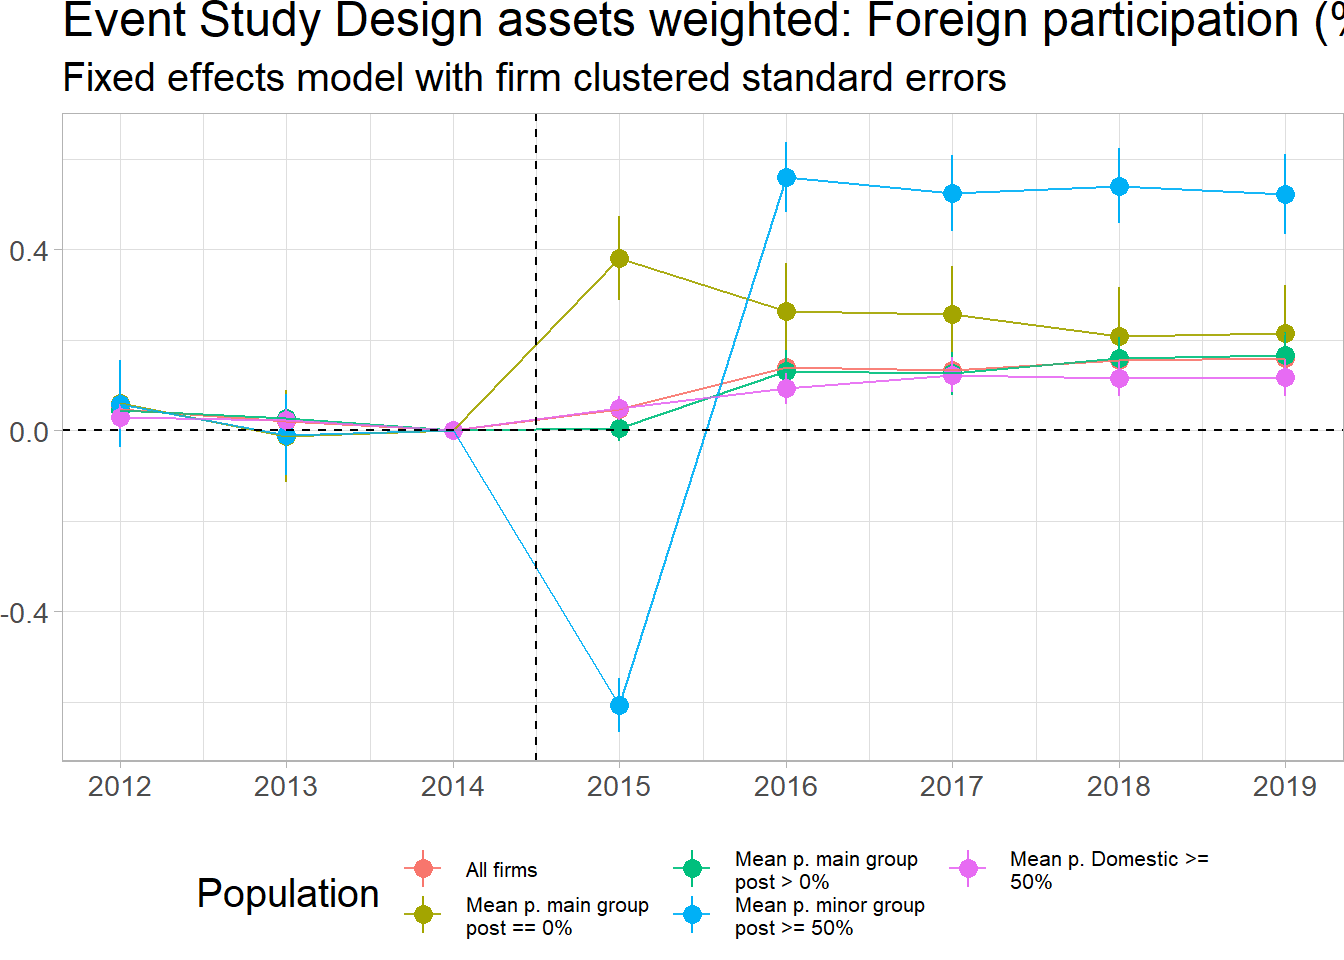 Event Study Design assets weighted: Foreign participation (%
Fixed effects model with firm clustered standard errors
0.4
0.0
-0.4
2012 2013 2014 2015 2016 2017 2018 2019
Population
All firms
Mean p. main group
post == 0%
Mean p. main group
post > 0%
Mean p. minor group
post >= 50%
Mean p. Domestic >=
50%